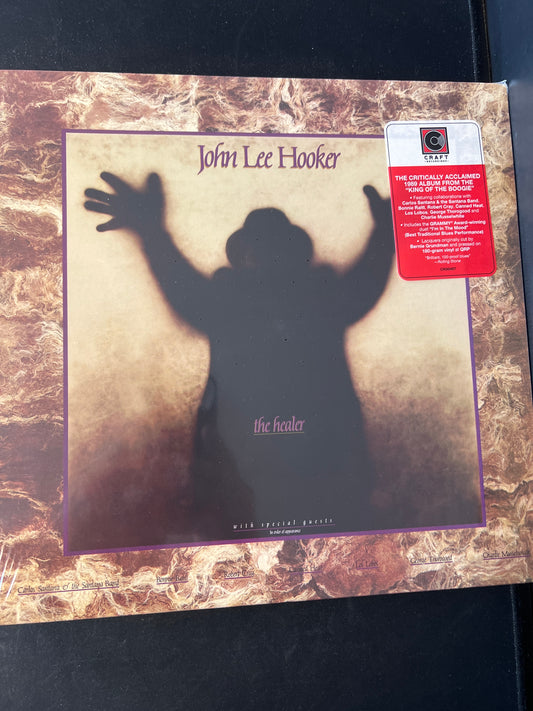 John Lee Hooker
CRAFT
RECORDINGS
THE CRITICALLY ACCLAIMED
1989 ALBUM FROM THE
"KING OF THE BOOGIE"
• Featuring collaborations with
Carlos Santana & the Santana Band,
Bonnie Raitt, Robert Cray, Canned Heat,
Los Lobos, George Thorogood and
Charlie Musselwhite
• Includes the GRAMMY® Award-winning
duet "I'm In The Mood"
(Best Traditional Blues Performance)
• Lacquers originally cut by
Bernie Grundman and pressed on
180-gram vinyl at QRP
"Brilliant, 100-proof blues"
—Rolling Stone
the healer
with special guests
in order of appearance
Carlos Santana & the Santana Band
Bonnie Raitt
Robert Cray
Los Lobos
George Thorogood
Charlie Musselwhite